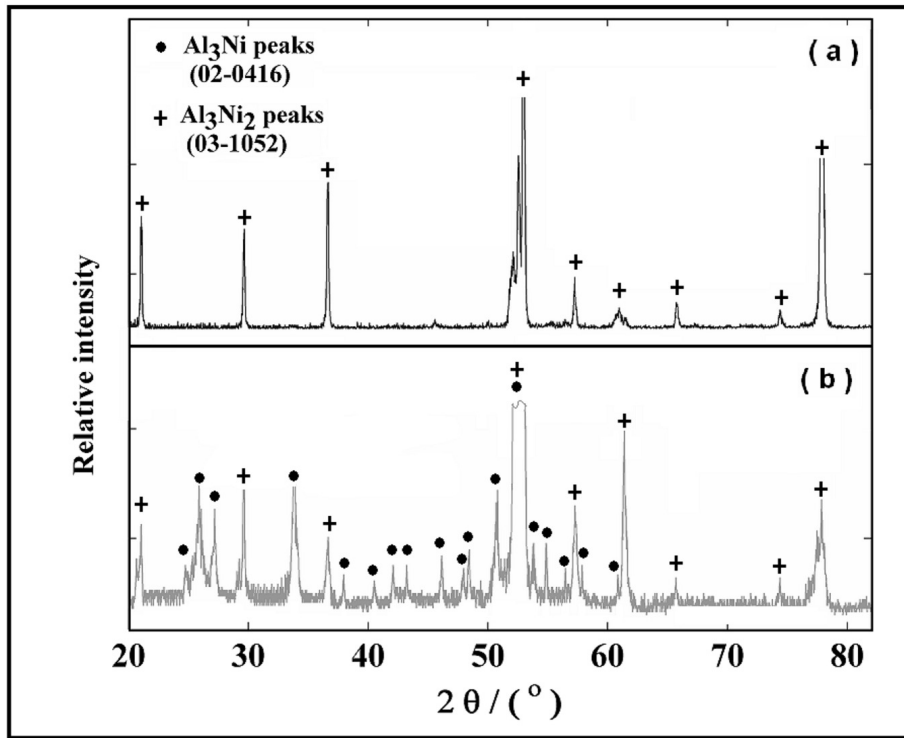 Al3Ni peaks
(02-0416)
Al3Ni2 peaks
(03-1052)
( a )
( b )
Relative intensity
20 30 40 50 60 70 80
2 θ / ( o )